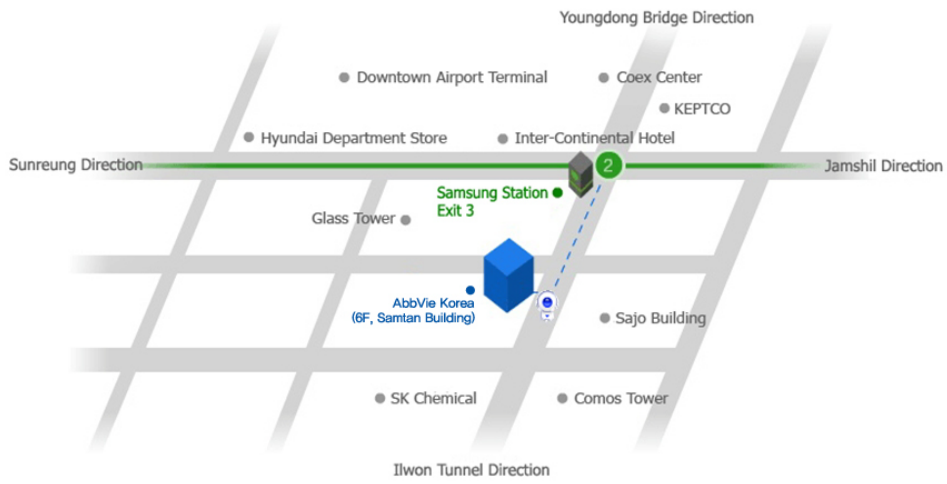 Youngdong Bridge Direction
Downtown Airport Terminal
Coex Center
KEPTCO
Hyundai Department Store
Inter-Continental Hotel
Sunreung Direction
2
Jamshil Direction
Samsung Station
Exit 3
Glass Tower
AbbVie Korea
(6F, Samtan Building)
Sajo Building
SK Chemical
Comos Tower
Ilwon Tunnel Direction